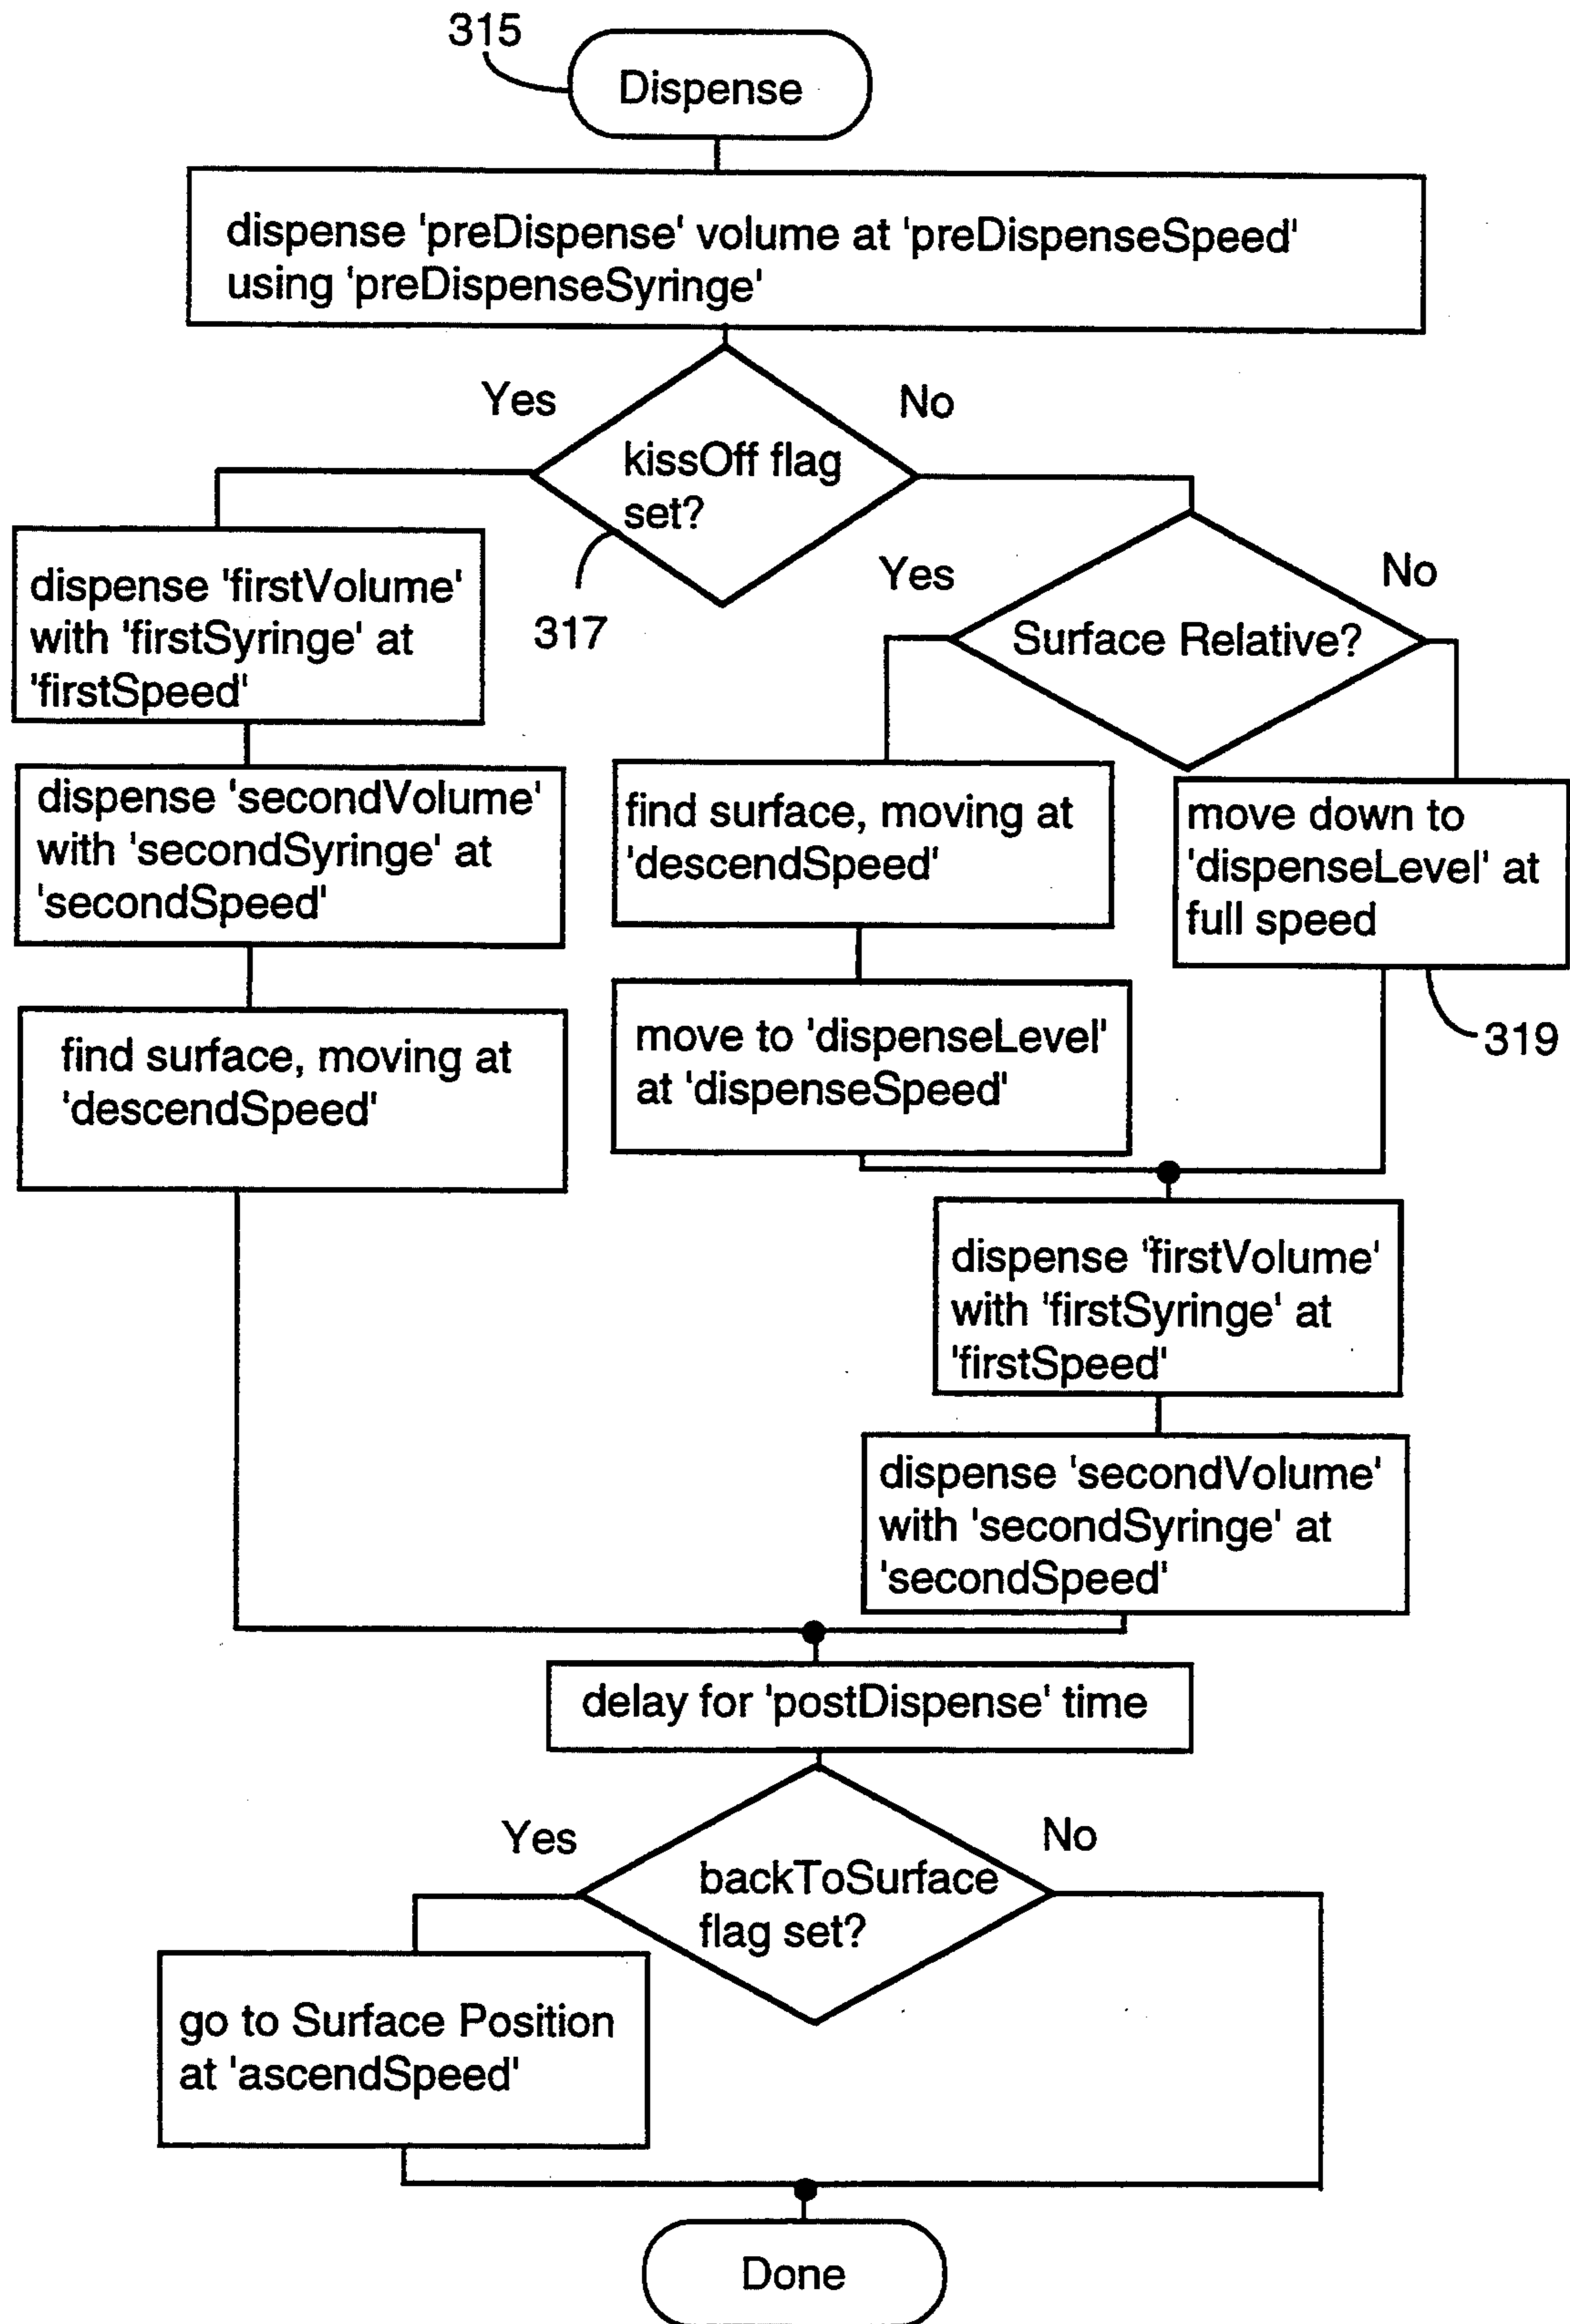 315
Dispense
dispense 'preDispense' volume at 'preDispenseSpeed'
using 'preDispenseSyringe'
Yes
No
kissOff flag
set?
317
dispense 'firstVolume'
with 'firstSyringe' at
'firstSpeed'
dispense 'secondVolume'
with 'secondSyringe' at
'secondSpeed'
find surface, moving at
'descendSpeed'
Yes
No
Surface Relative?
find surface, moving at
'descendSpeed'
move to 'dispenseLevel'
at 'dispenseSpeed'
move down to
'dispenseLevel' at
full speed
319
dispense 'firstVolume'
with 'firstSyringe' at
'firstSpeed'
dispense 'secondVolume'
with 'secondSyringe' at
'secondSpeed'
delay for 'postDispense' time
Yes
No
backToSurface
flag set?
go to Surface Position
at 'ascendSpeed'
Done